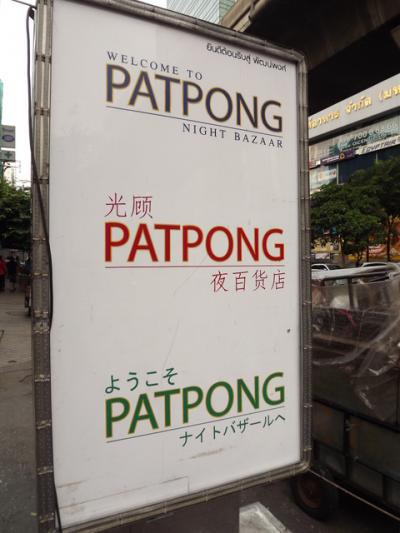 ยินดีต้อนรับสู่ พัฒน์พงศ์
WELCOME TO
PATPONG
NIGHT BAZAAR
光顾
PATPONG
夜百货店
ようこそ
PATPONG
ナイトバザールへ
EGYPTAIR